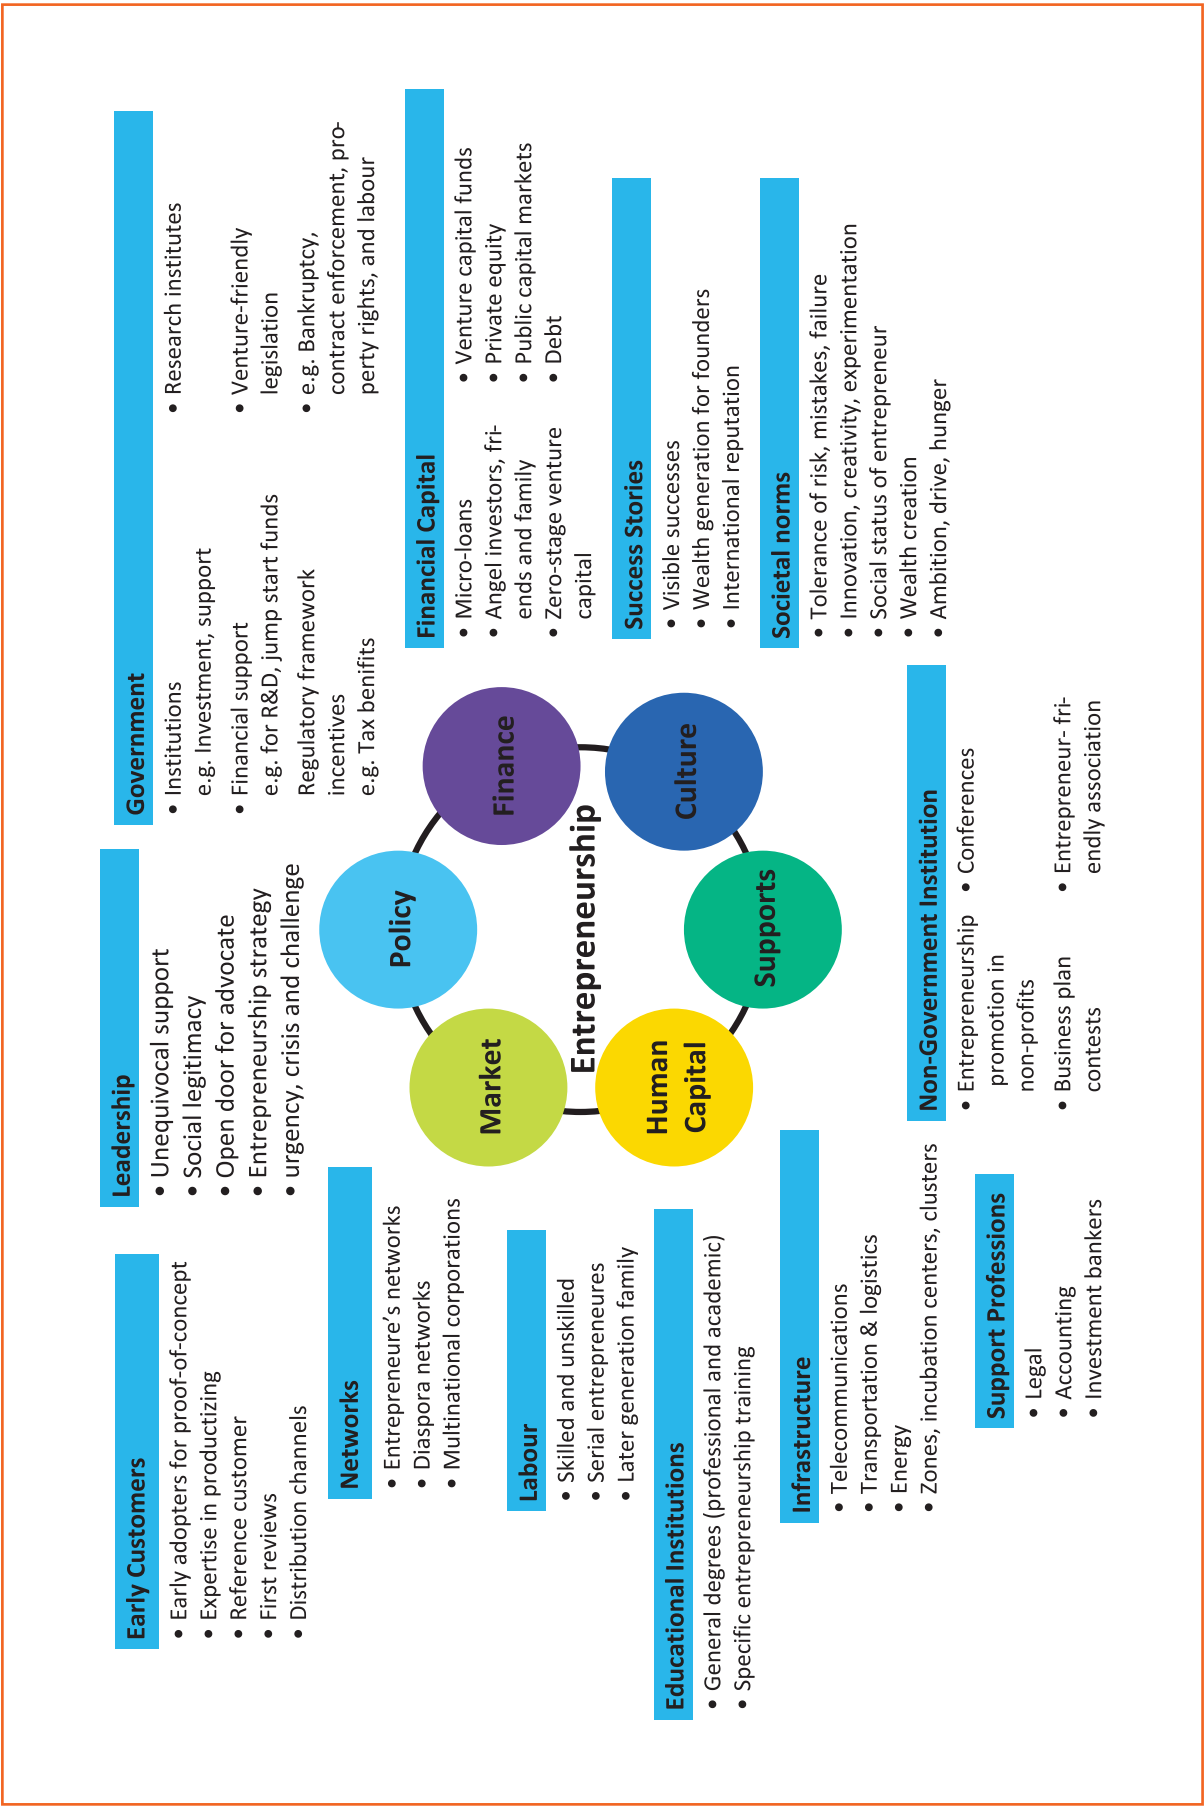 Early Customers
• Early adopters for proof-of-concept
• Expertise in productizing
• Reference customer
• First reviews
• Distribution channels
Leadership
• Unequivocal support
• Social legitimacy
• Open door for advocate
• Entrepreneurship strategy
• urgency, crisis and challenge
Government
• Institutions
e.g. Investment, support
• Financial support
e.g. for R&D, jump start funds
Regulatory framework
incentives
e.g. Tax benifits
• Research institutes
• Venture-friendly
legislation
• e.g. Bankruptcy,
contract enforcement, pro-
perty rights, and labour
Networks
• Entrepreneure's networks
• Diaspora networks
• Multinational corporations
Labour
• Skilled and unskilled
• Serial entrepreneures
• Later generation family
Educational Institutions
• General degrees (professional and academic)
• Specific entrepreneurship training
Infrastructure
• Telecommunications
• Transportation & logistics
• Energy
• Zones, incubation centers, clusters
Support Professions
• Legal
• Accounting
• Investment bankers
Policy
Market
Finance
Entrepreneurship
Human
Capital
Culture
Supports
Financial Capital
• Micro-loans
• Angel investors, fri-
ends and family
• Zero-stage venture
capital
• Venture capital funds
• Private equity
• Public capital markets
• Debt
Success Stories
• Visible successes
• Wealth generation for founders
• International reputation
Societal norms
• Tolerance of risk, mistakes, failure
• Innovation, creativity, experimentation
• Social status of entrepreneur
• Wealth creation
• Ambition, drive, hunger
Non-Government Institution
• Entrepreneurship
promotion in
non-profits
• Business plan
contests
• Conferences
• Entrepreneur- fri-
endly association